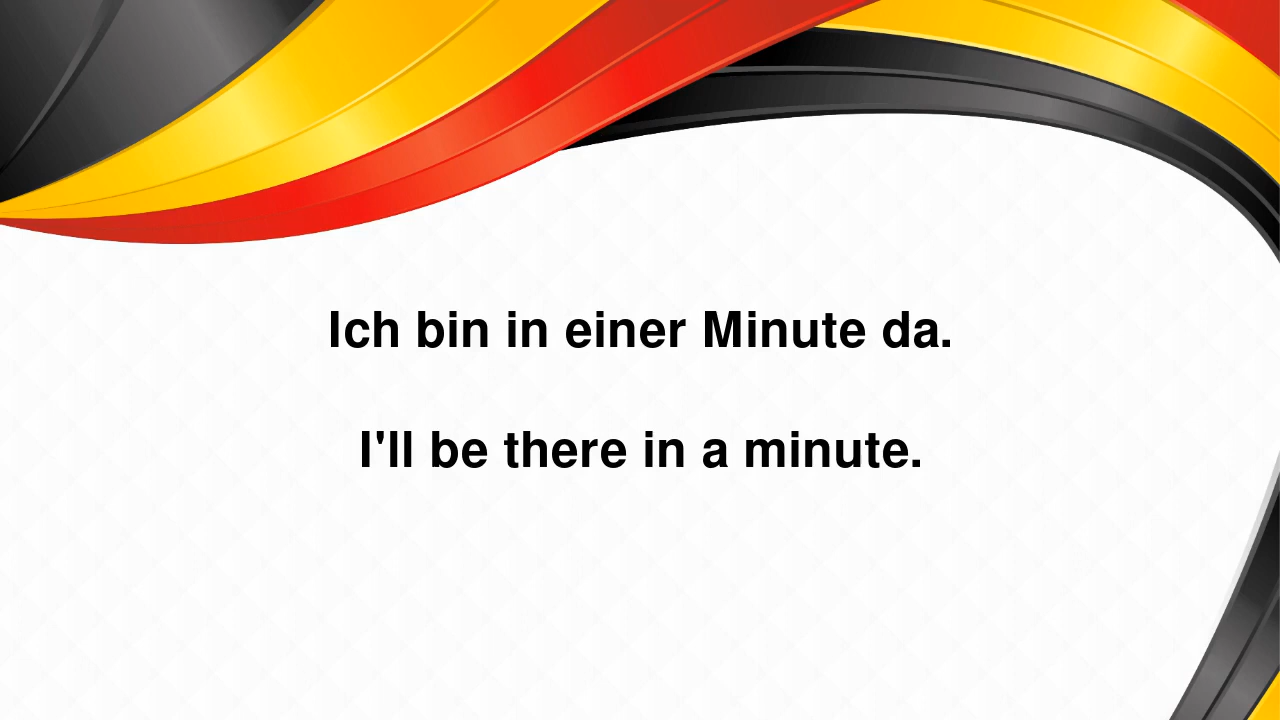 Ich bin in einer Minute da.
I'll be there in a minute.